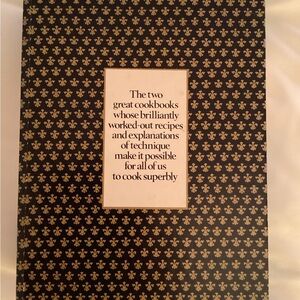 The two
great cookbooks
whose brilliantly
worked-out recipes
and explanations
of technique
make it possible
for all of us
to cook superbly